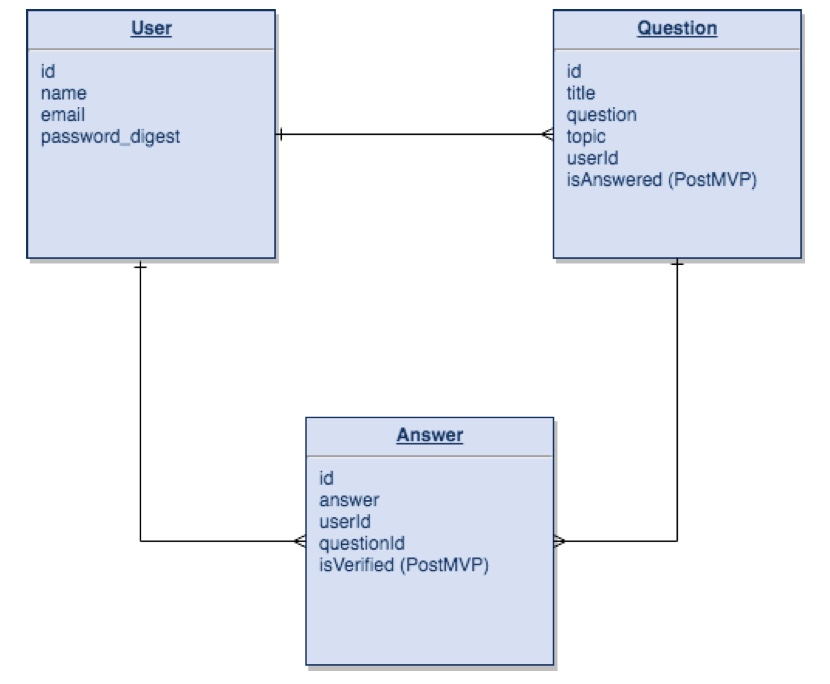 User
id
name
email
password_digest
Question
id
title
question
topic
userId
isAnswered (PostMVP)
Answer
id
answer
userId
questionId
isVerified (PostMVP)